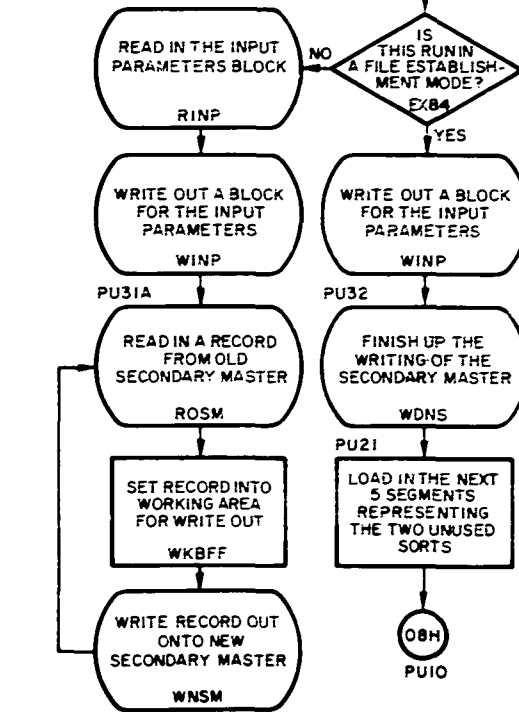 READ IN THE INPUT
PARAMETERS BLOCK
RINP
NO
IS
THIS RUN IN
A FILE ESTABLISH-
MENT MODE?
EX84
YES
WRITE OUT A BLOCK
FOR THE INPUT
PARAMETERS
WINP
WRITE OUT A BLOCK
FOR THE INPUT
PARAMETERS
WINP
PU31A
READ IN A RECORD
FROM OLD
SECONDARY MASTER
ROSM
PU32
FINISH UP THE
WRITING OF THE
SECONDARY MASTER
WDNS
SET RECORD INTO
WORKING AREA
FOR WRITE OUT
WKBFF
PU21
LOAD IN THE NEXT
5 SEGMENTS
REPRESENTING
THE TWO UNUSED
SORTS
WRITE RECORD OUT
ONTO NEW
SECONDARY MASTER
WNSM
08H
PU10